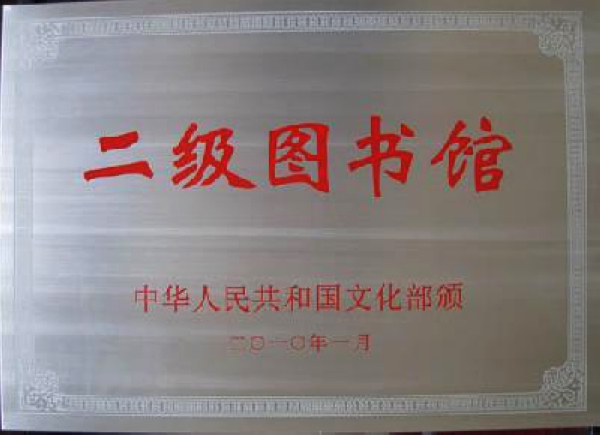 二级图书馆
中华人民共和国文化部颁
二〇一〇年一月